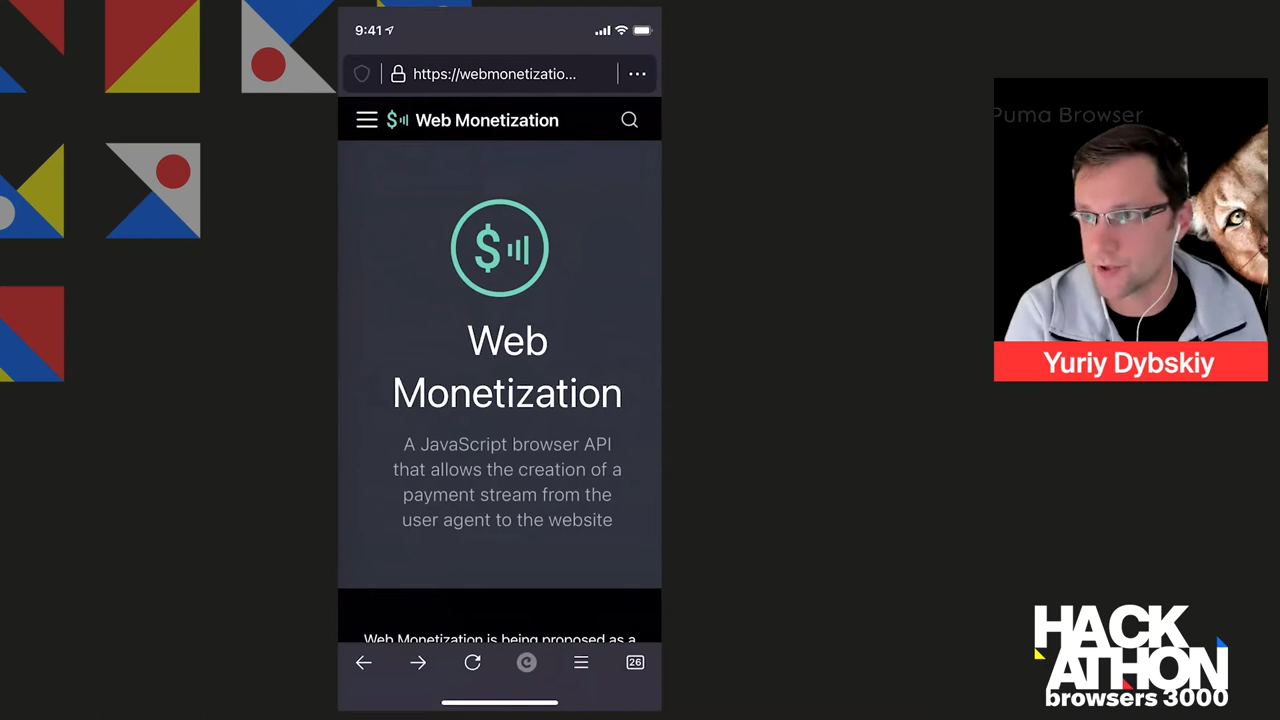 9:41
https://webmonetizatio...
Web Monetization
Web
Monetization
A JavaScript browser API
that allows the creation of a
payment stream from the
user agent to the website
Web Monetization is being proposed as a
26
Puma Browser
Yuriy Dybskiy
HACK
ATHON
browsers 3000